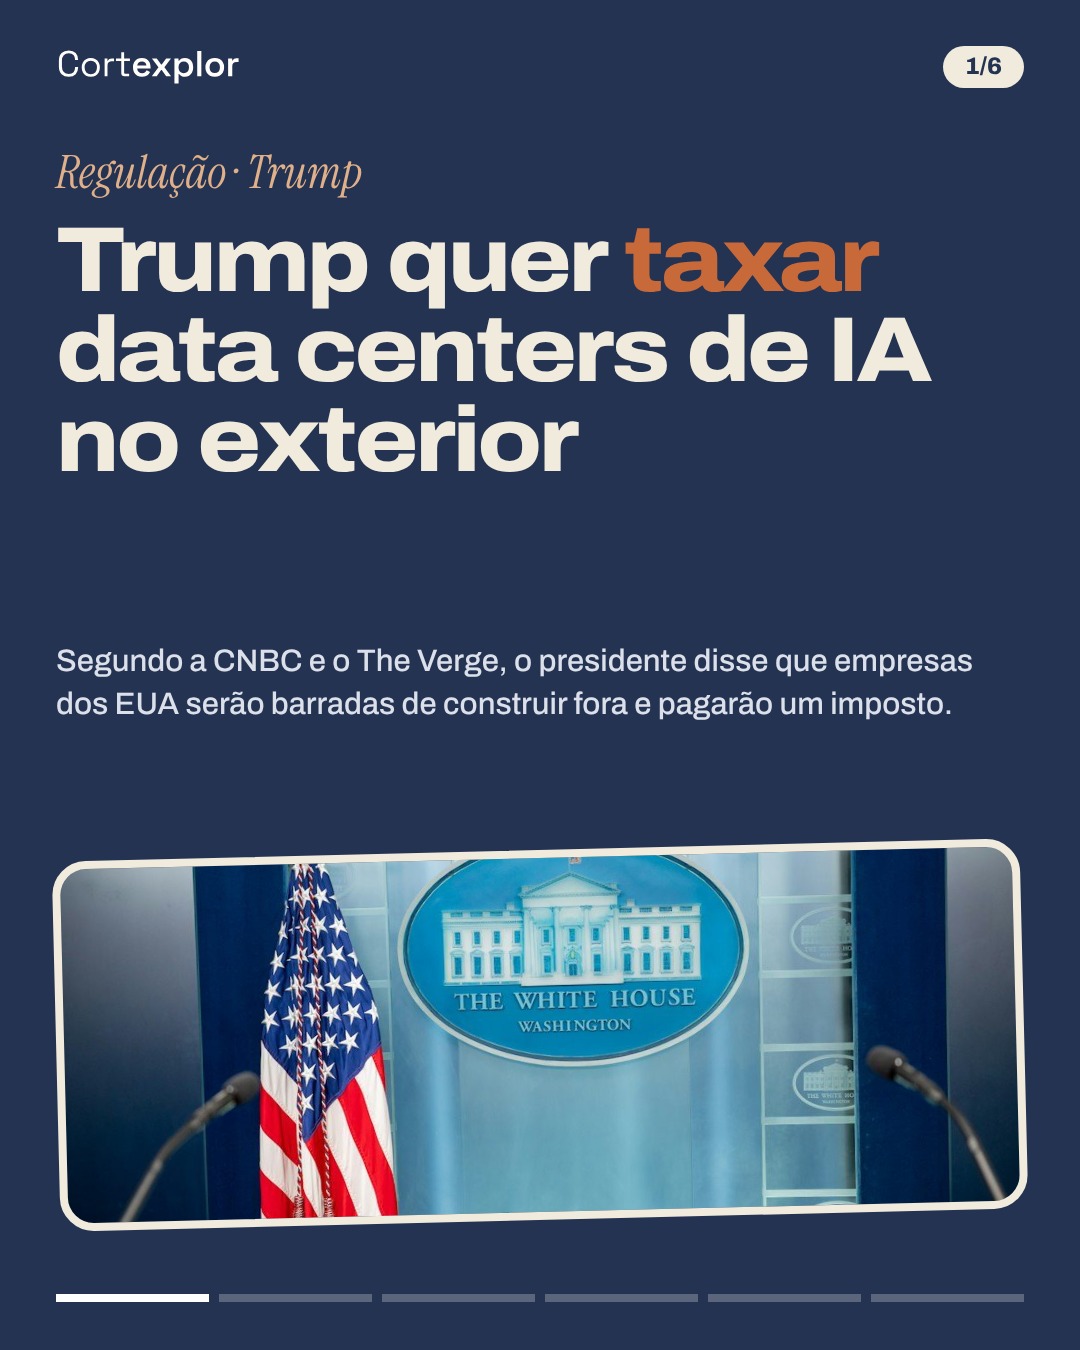 Cortexplor
1/6
Regulação · Trump
Trump quer taxar
data centers de IA
no exterior
Segundo a CNBC e o The Verge, o presidente disse que empresas
dos EUA serão barradas de construir fora e pagarão um imposto.
THE WHITE HOUSE
WASHINGTON